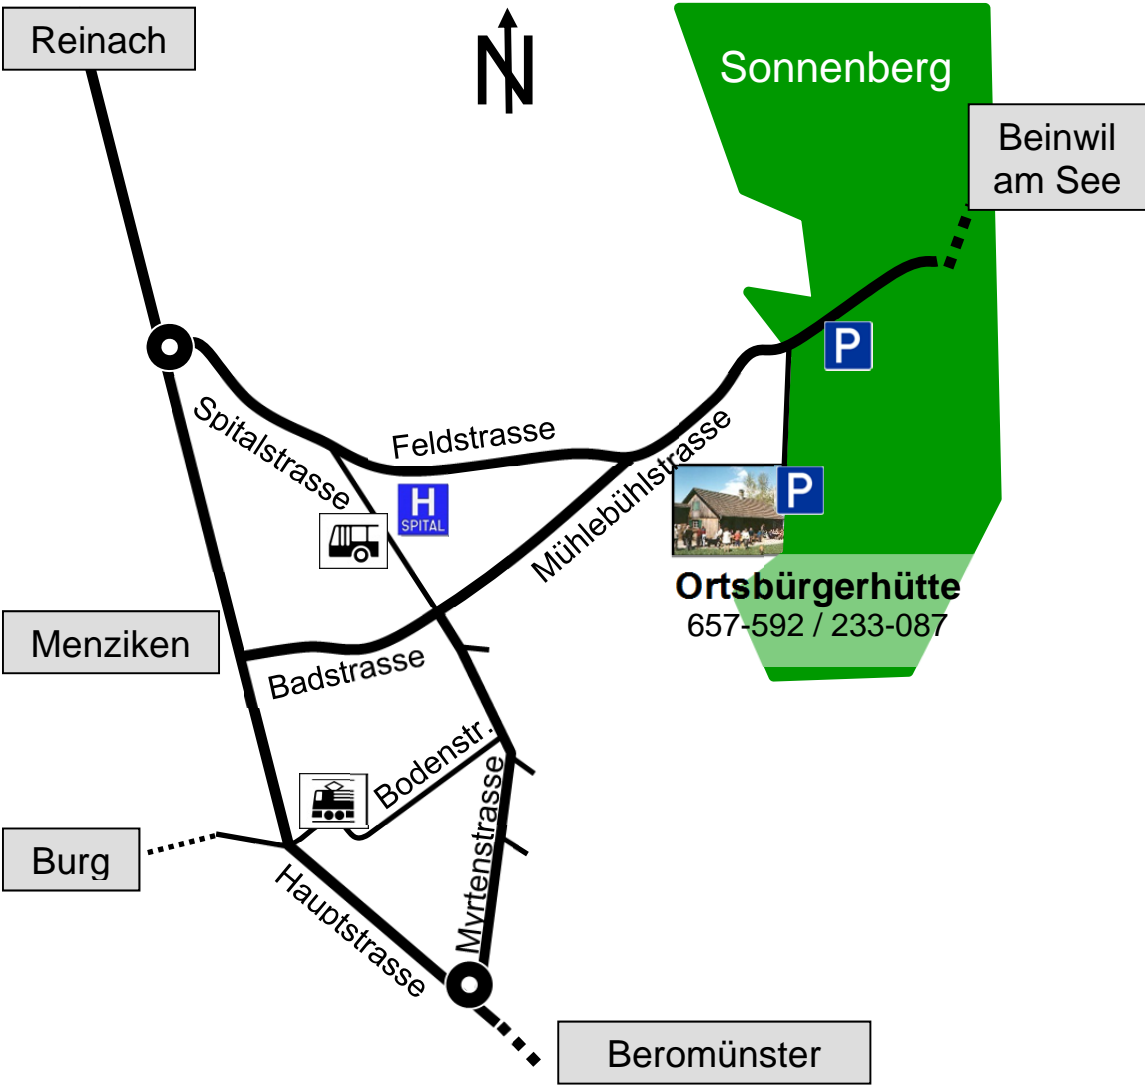 Reinach
N
Sonnenberg
Beinwil
am See
P
Spitalstrasse
Feldstrasse
Mühlebühlstrasse
H
SPITAL
P
Ortsbürgerhütte
657-592 / 233-087
Menziken
Badstrasse
Bodenstr.
Myrtenstrasse
Burg
Hauptstrasse
Beromünster